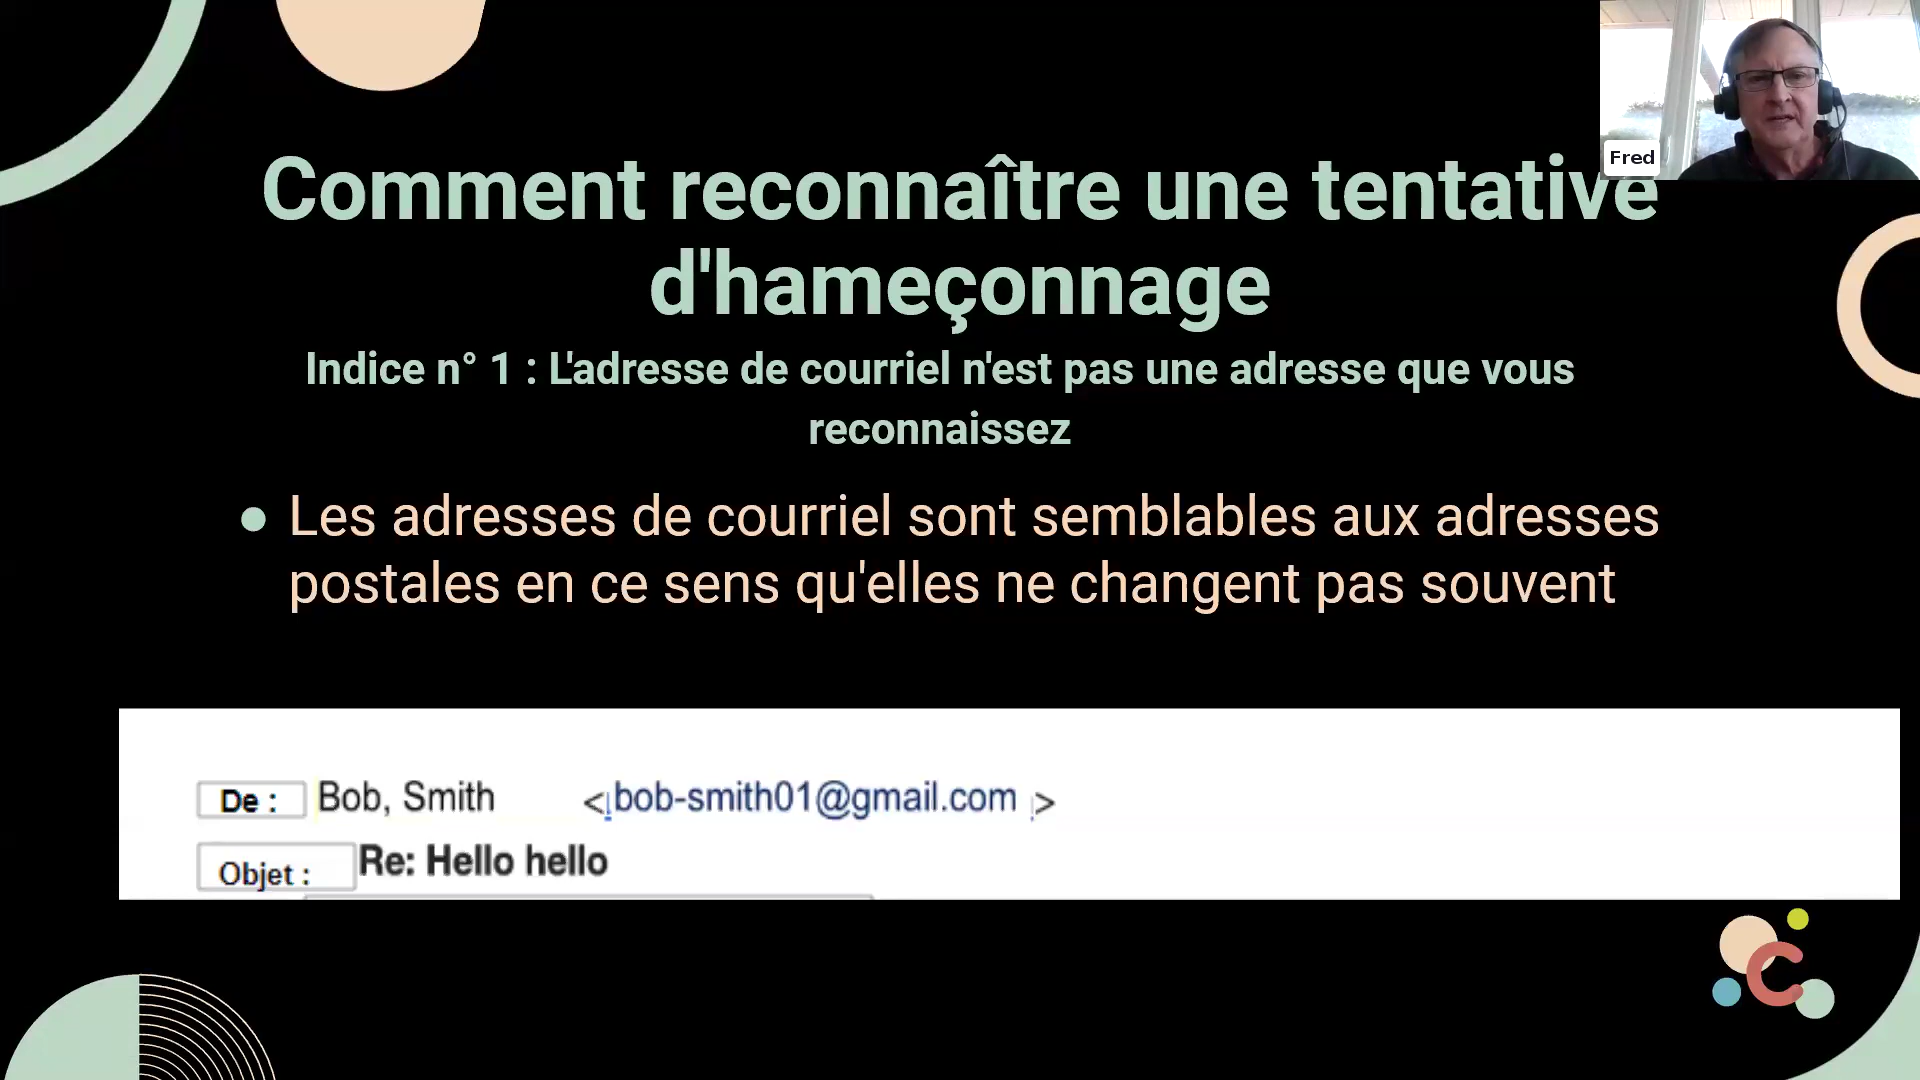 Fred
Comment reconnaître une tentative
d'hameçonnage
Indice n° 1 : L'adresse de courriel n'est pas une adresse que vous
reconnaissez
● Les adresses de courriel sont semblables aux adresses
postales en ce sens qu'elles ne changent pas souvent
De : Bob, Smith <bob-smith01@gmail.com >
Objet : Re: Hello hello